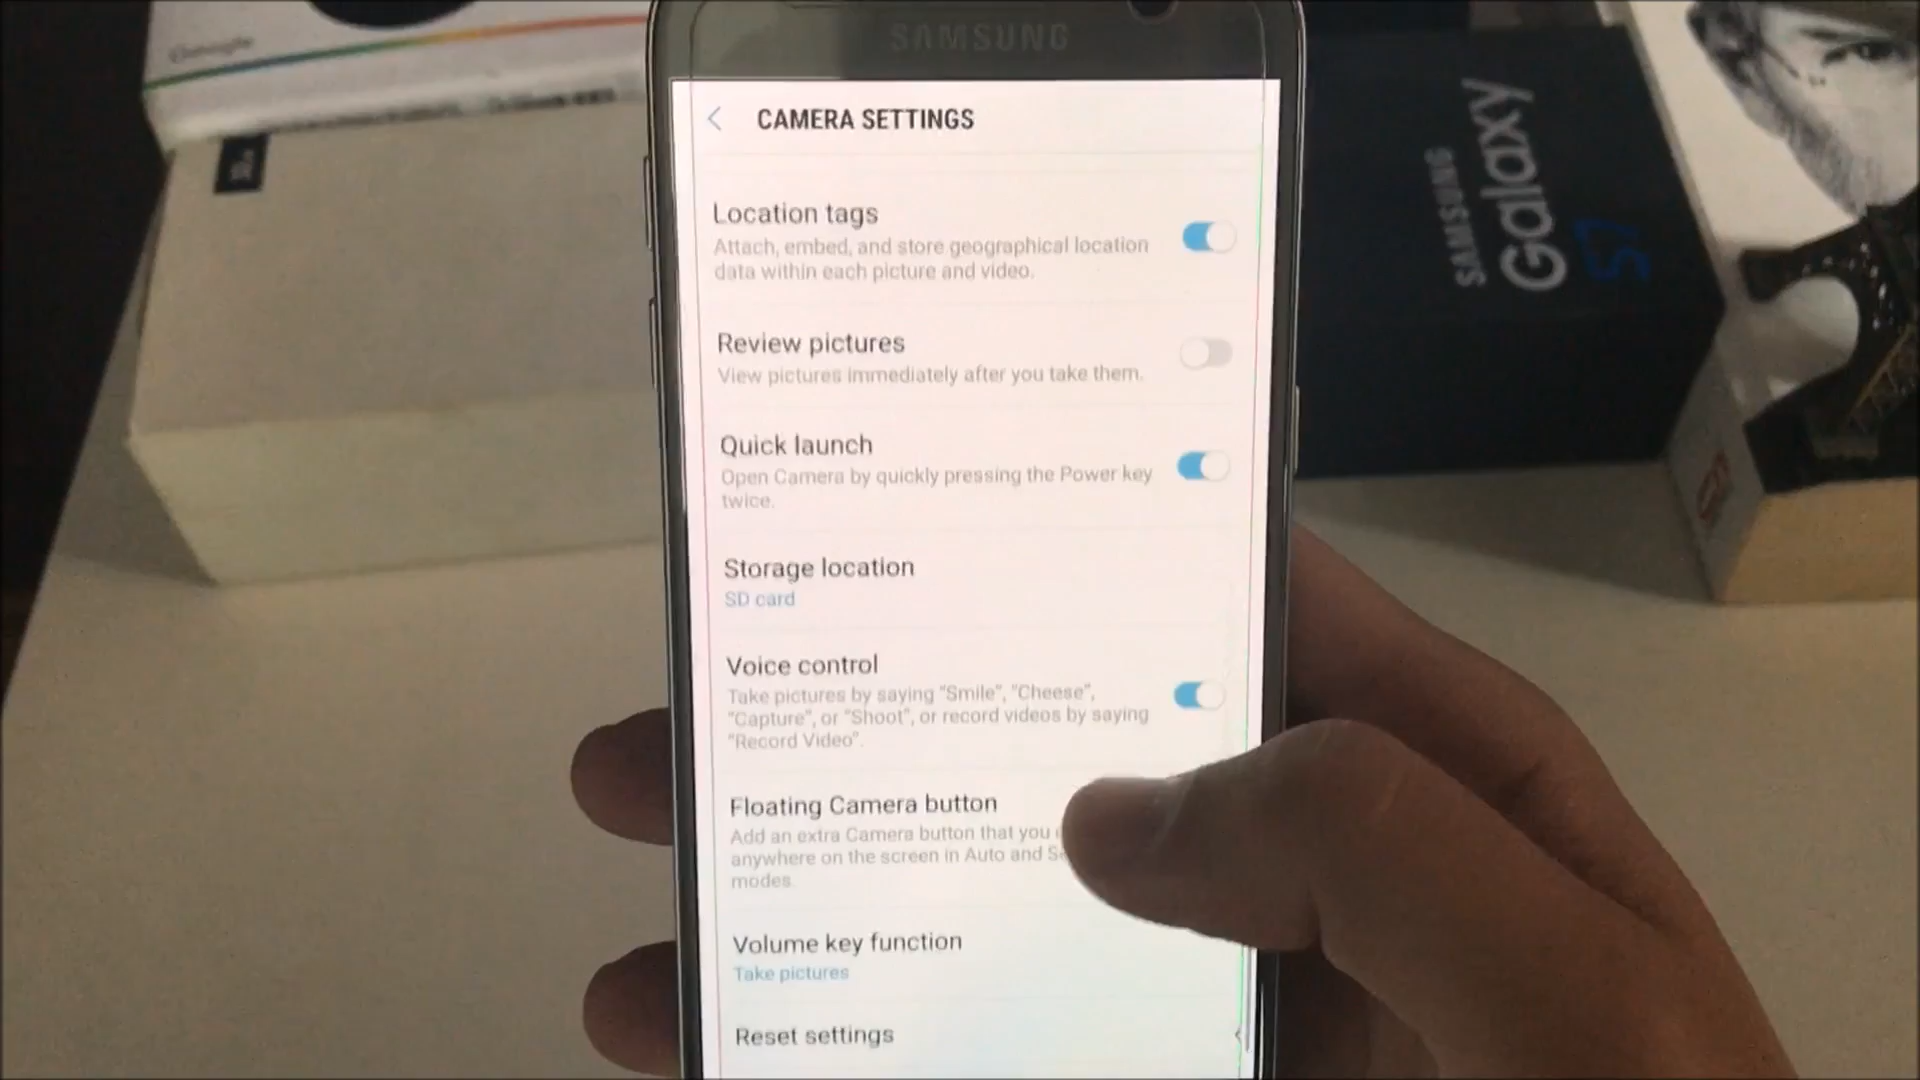 SAMSUNG
CAMERA SETTINGS
Location tags
Attach, embed, and store geographical location
data within each picture and video.
Review pictures
View pictures immediately after you take them.
Quick launch
Open Camera by quickly pressing the Power key
twice.
Storage location
SD card
Voice control
Take pictures by saying "Smile", "Cheese",
"Capture", or "Shoot", or record videos by saying
"Record Video".
Floating Camera button
Add an extra Camera button that you
anywhere on the screen in Auto and
modes.
Volume key function
Take pictures
Reset settings
SAMSUNG
Galaxy S7